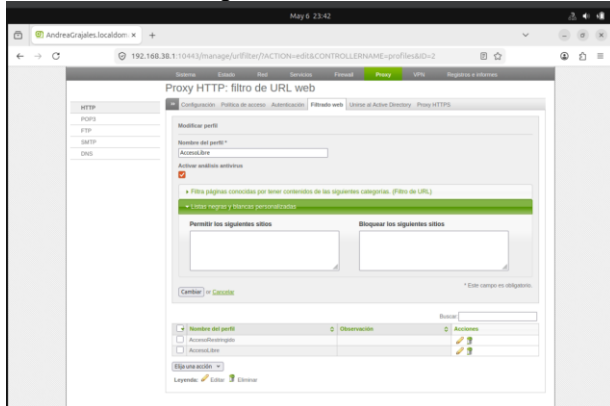 May 6 23:42
AndreaGrajales.localdom
192.168.38.1:10443/manage/urlfilter/?ACTION=edit&CONTROLLERNAME=profiles&ID=2
Sistema Estado Red Servicios Firewall Proxy VPN Registros e informes
Proxy HTTP: filtro de URL web
HTTP
POP3
FTP
SMTP
DNS
Configuración Política de acceso Autenticación Filtrado web Unirse al Active Directory Proxy HTTPS
Modificar perfil
Nombre del perfil *
AccesoLibre
Activar análisis antivirus
Filtra páginas conocidas por tener contenidos de las siguientes categorías. (Filtro de URL)
Listas negras y blancas personalizadas
Permitir los siguientes sitios Bloquear los siguientes sitios
* Este campo es obligatorio.
Cambiar or Cancelar
Buscar:
Nombre del perfil Observación Acciones
AccesoRestringido
AccesoLibre
Elija una acción
Leyenda: Editar Eliminar